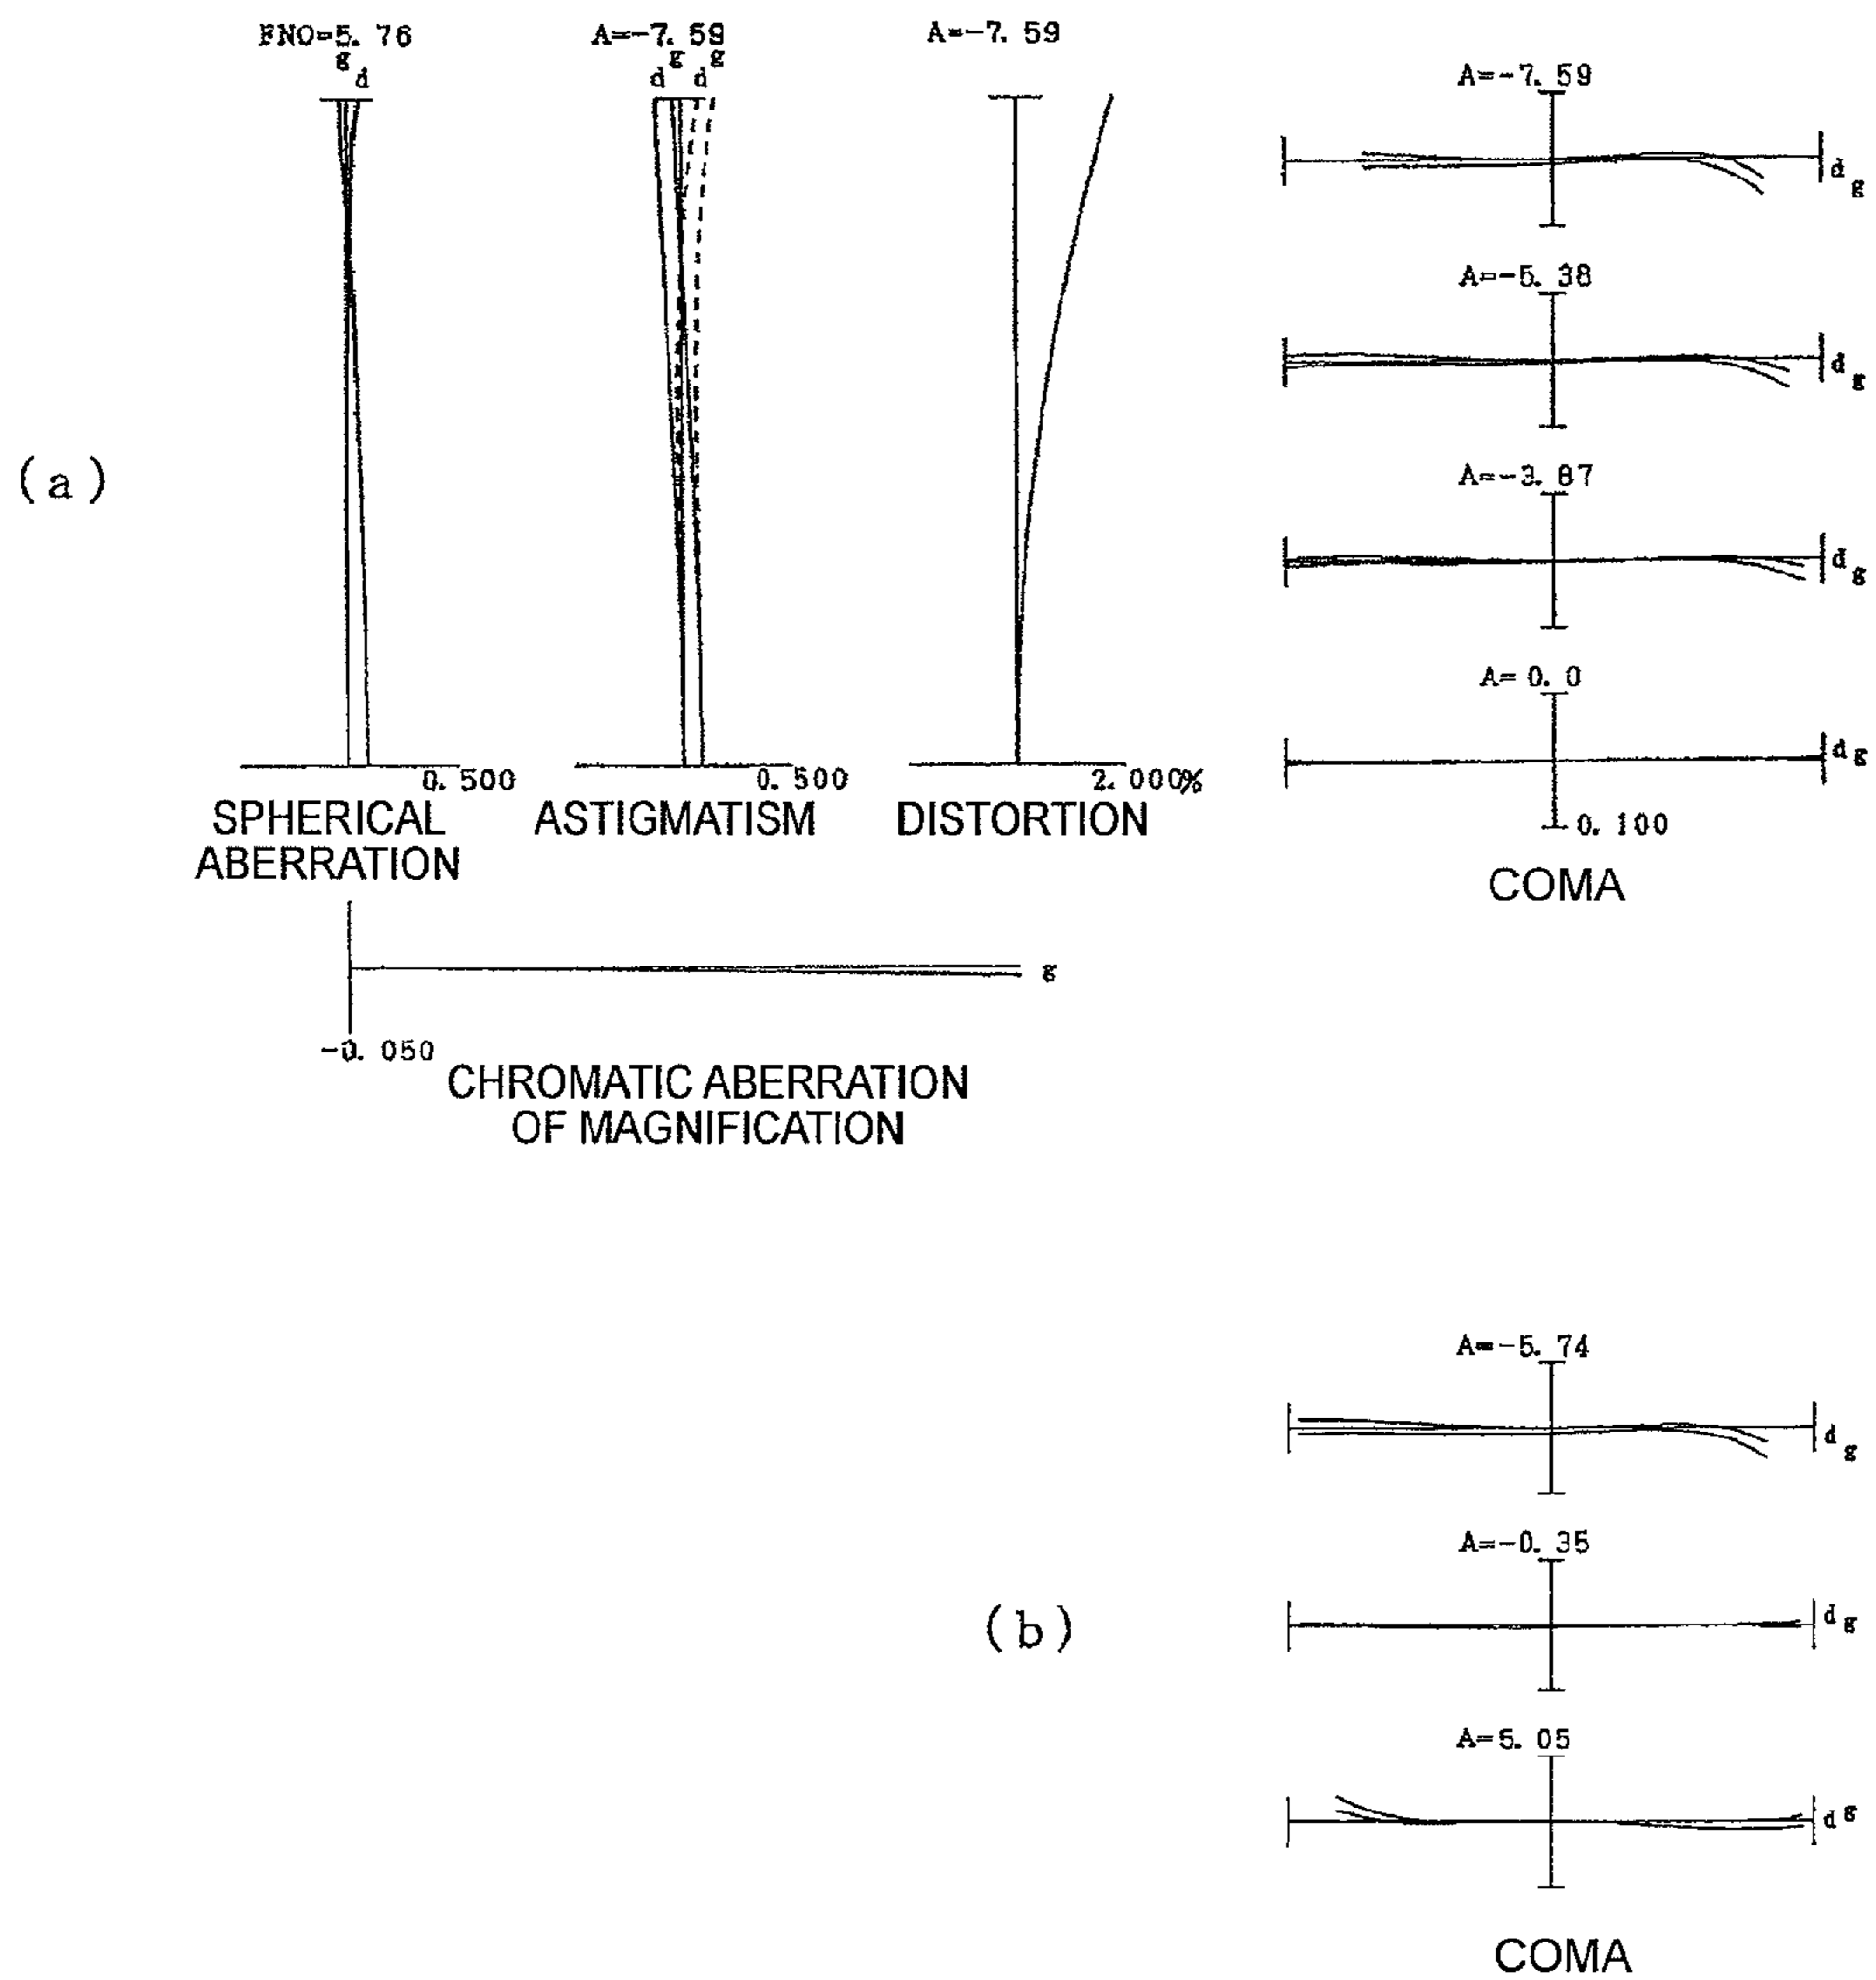 (a)
FNO=5.76
g
d
0.500
SPHERICAL
ABERRATION
A=-7.59
d g d g
0.500
ASTIGMATISM
A=-7.59
2.000%
DISTORTION
g
-0.050
CHROMATIC ABERRATION
OF MAGNIFICATION
A=-7.59
d g
A=-5.38
d g
A=-3.87
d g
A= 0.0
d g
0.100
COMA
(b)
A=-5.74
d g
A=-0.35
d g
A=5.05
d g
COMA